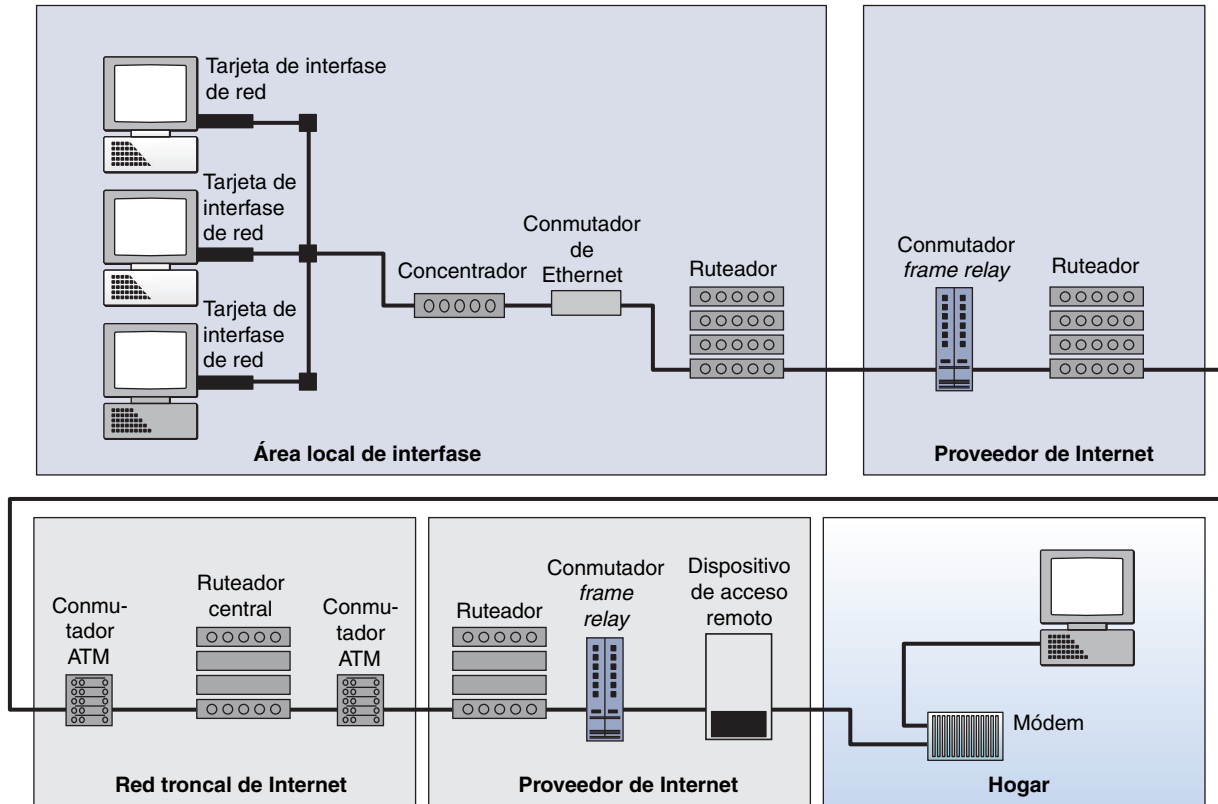 Tarjeta de interfase
de red
Tarjeta de
interfase
de red
Tarjeta de
interfase
de red
Concentrador
Conmutador
de
Ethernet
Ruteador
Área local de interfase
Conmutador
frame relay
Ruteador
Proveedor de Internet
Conmu-
tador
ATM
Ruteador
central
Conmu-
tador
ATM
Red troncal de Internet
Ruteador
Conmutador
frame
relay
Dispositivo
de acceso
remoto
Proveedor de Internet
Módem
Hogar